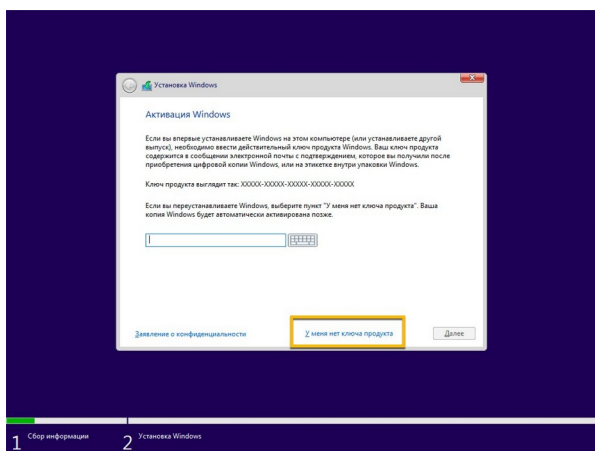 Установка Windows
Активация Windows
Если вы впервые устанавливаете Windows на этом компьютере (или устанавливаете другой
выпуск), необходимо ввести действительный ключ продукта Windows. Ваш ключ продукта
содержится в сообщении электронной почты с подтверждением, которое вы получили после
приобретения цифровой копии Windows, или на этикетке внутри упаковки Windows.
Ключ продукта выглядит так: XXXXX-XXXXX-XXXXX-XXXXX-XXXXX
Если вы переустанавливаете Windows, выберите пункт "У меня нет ключа продукта". Ваша
копия Windows будет автоматически активирована позже.
Заявление о конфиденциальности
У меня нет ключа продукта
Далее
1 Сбор информации
2 Установка Windows